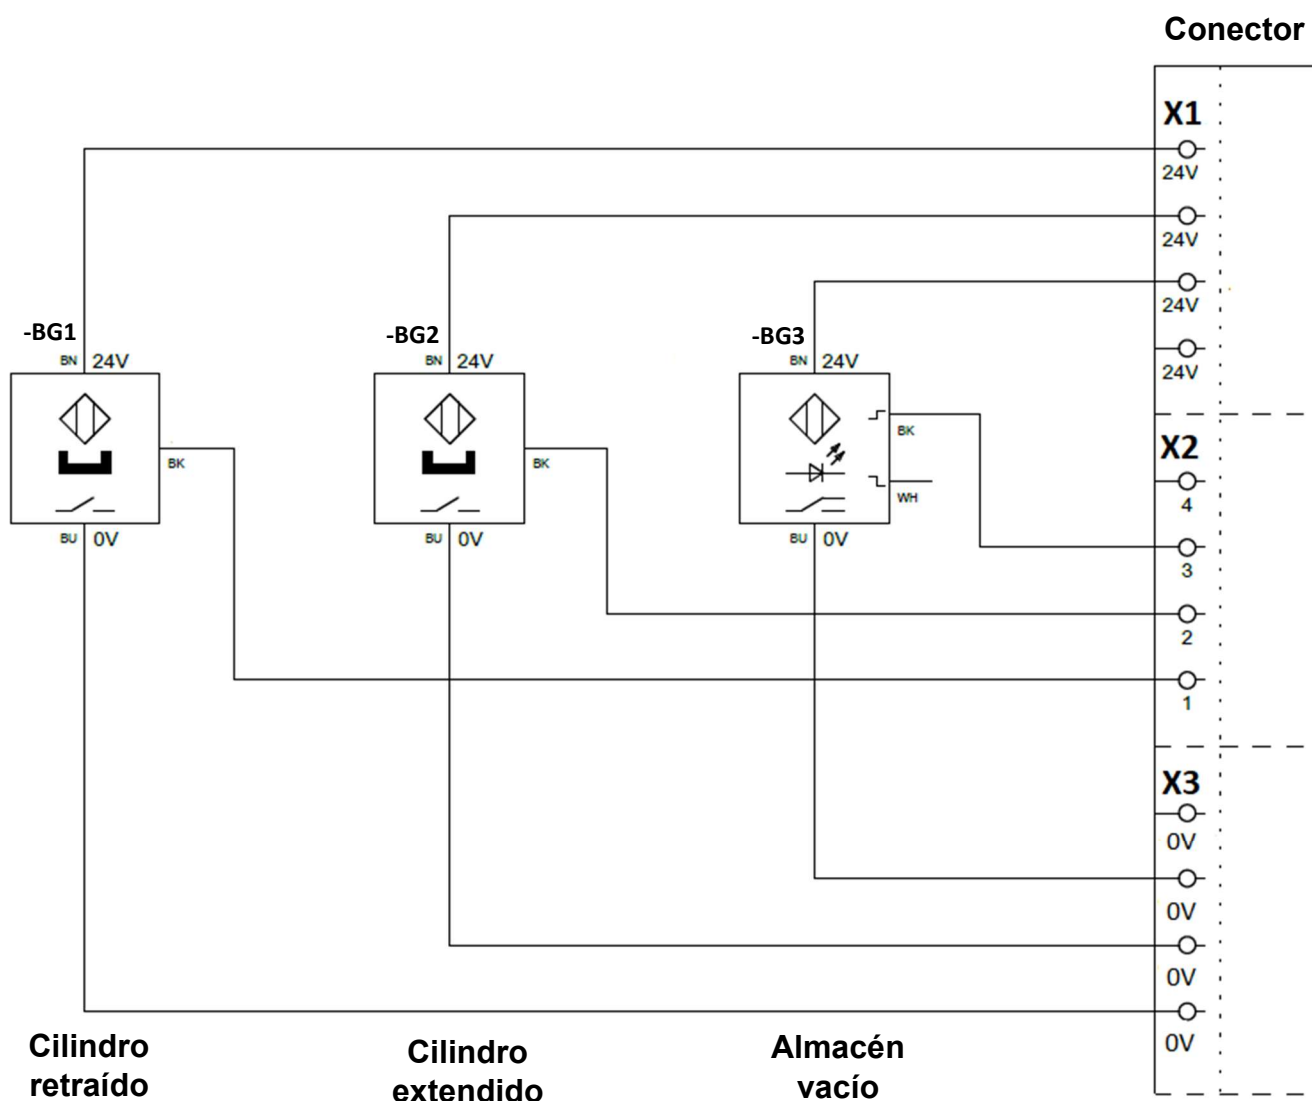 Conector
X1
24V
24V
24V
24V
-BG1
BN 24V
BK
BU 0V
-BG2
BN 24V
BK
BU 0V
-BG3
BN 24V
BK
WH
BU 0V
X2
4
3
2
1
X3
0V
0V
0V
0V
Cilindro
retraído
Cilindro
extendido
Almacén
vacío